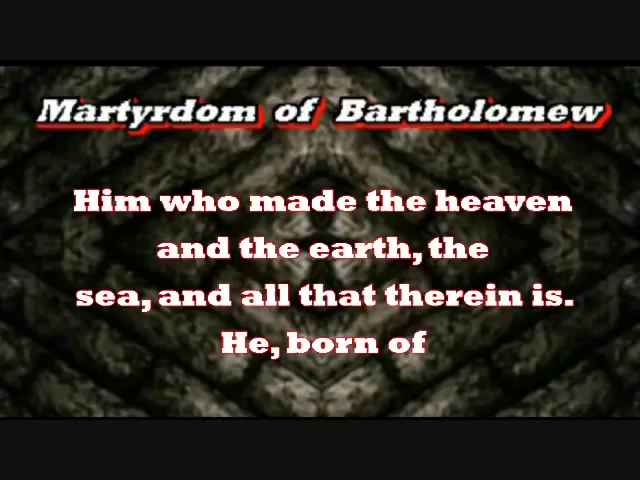 Martyrdom of Bartholomew
Him who made the heaven
and the earth, the
sea, and all that therein is.
He, born of